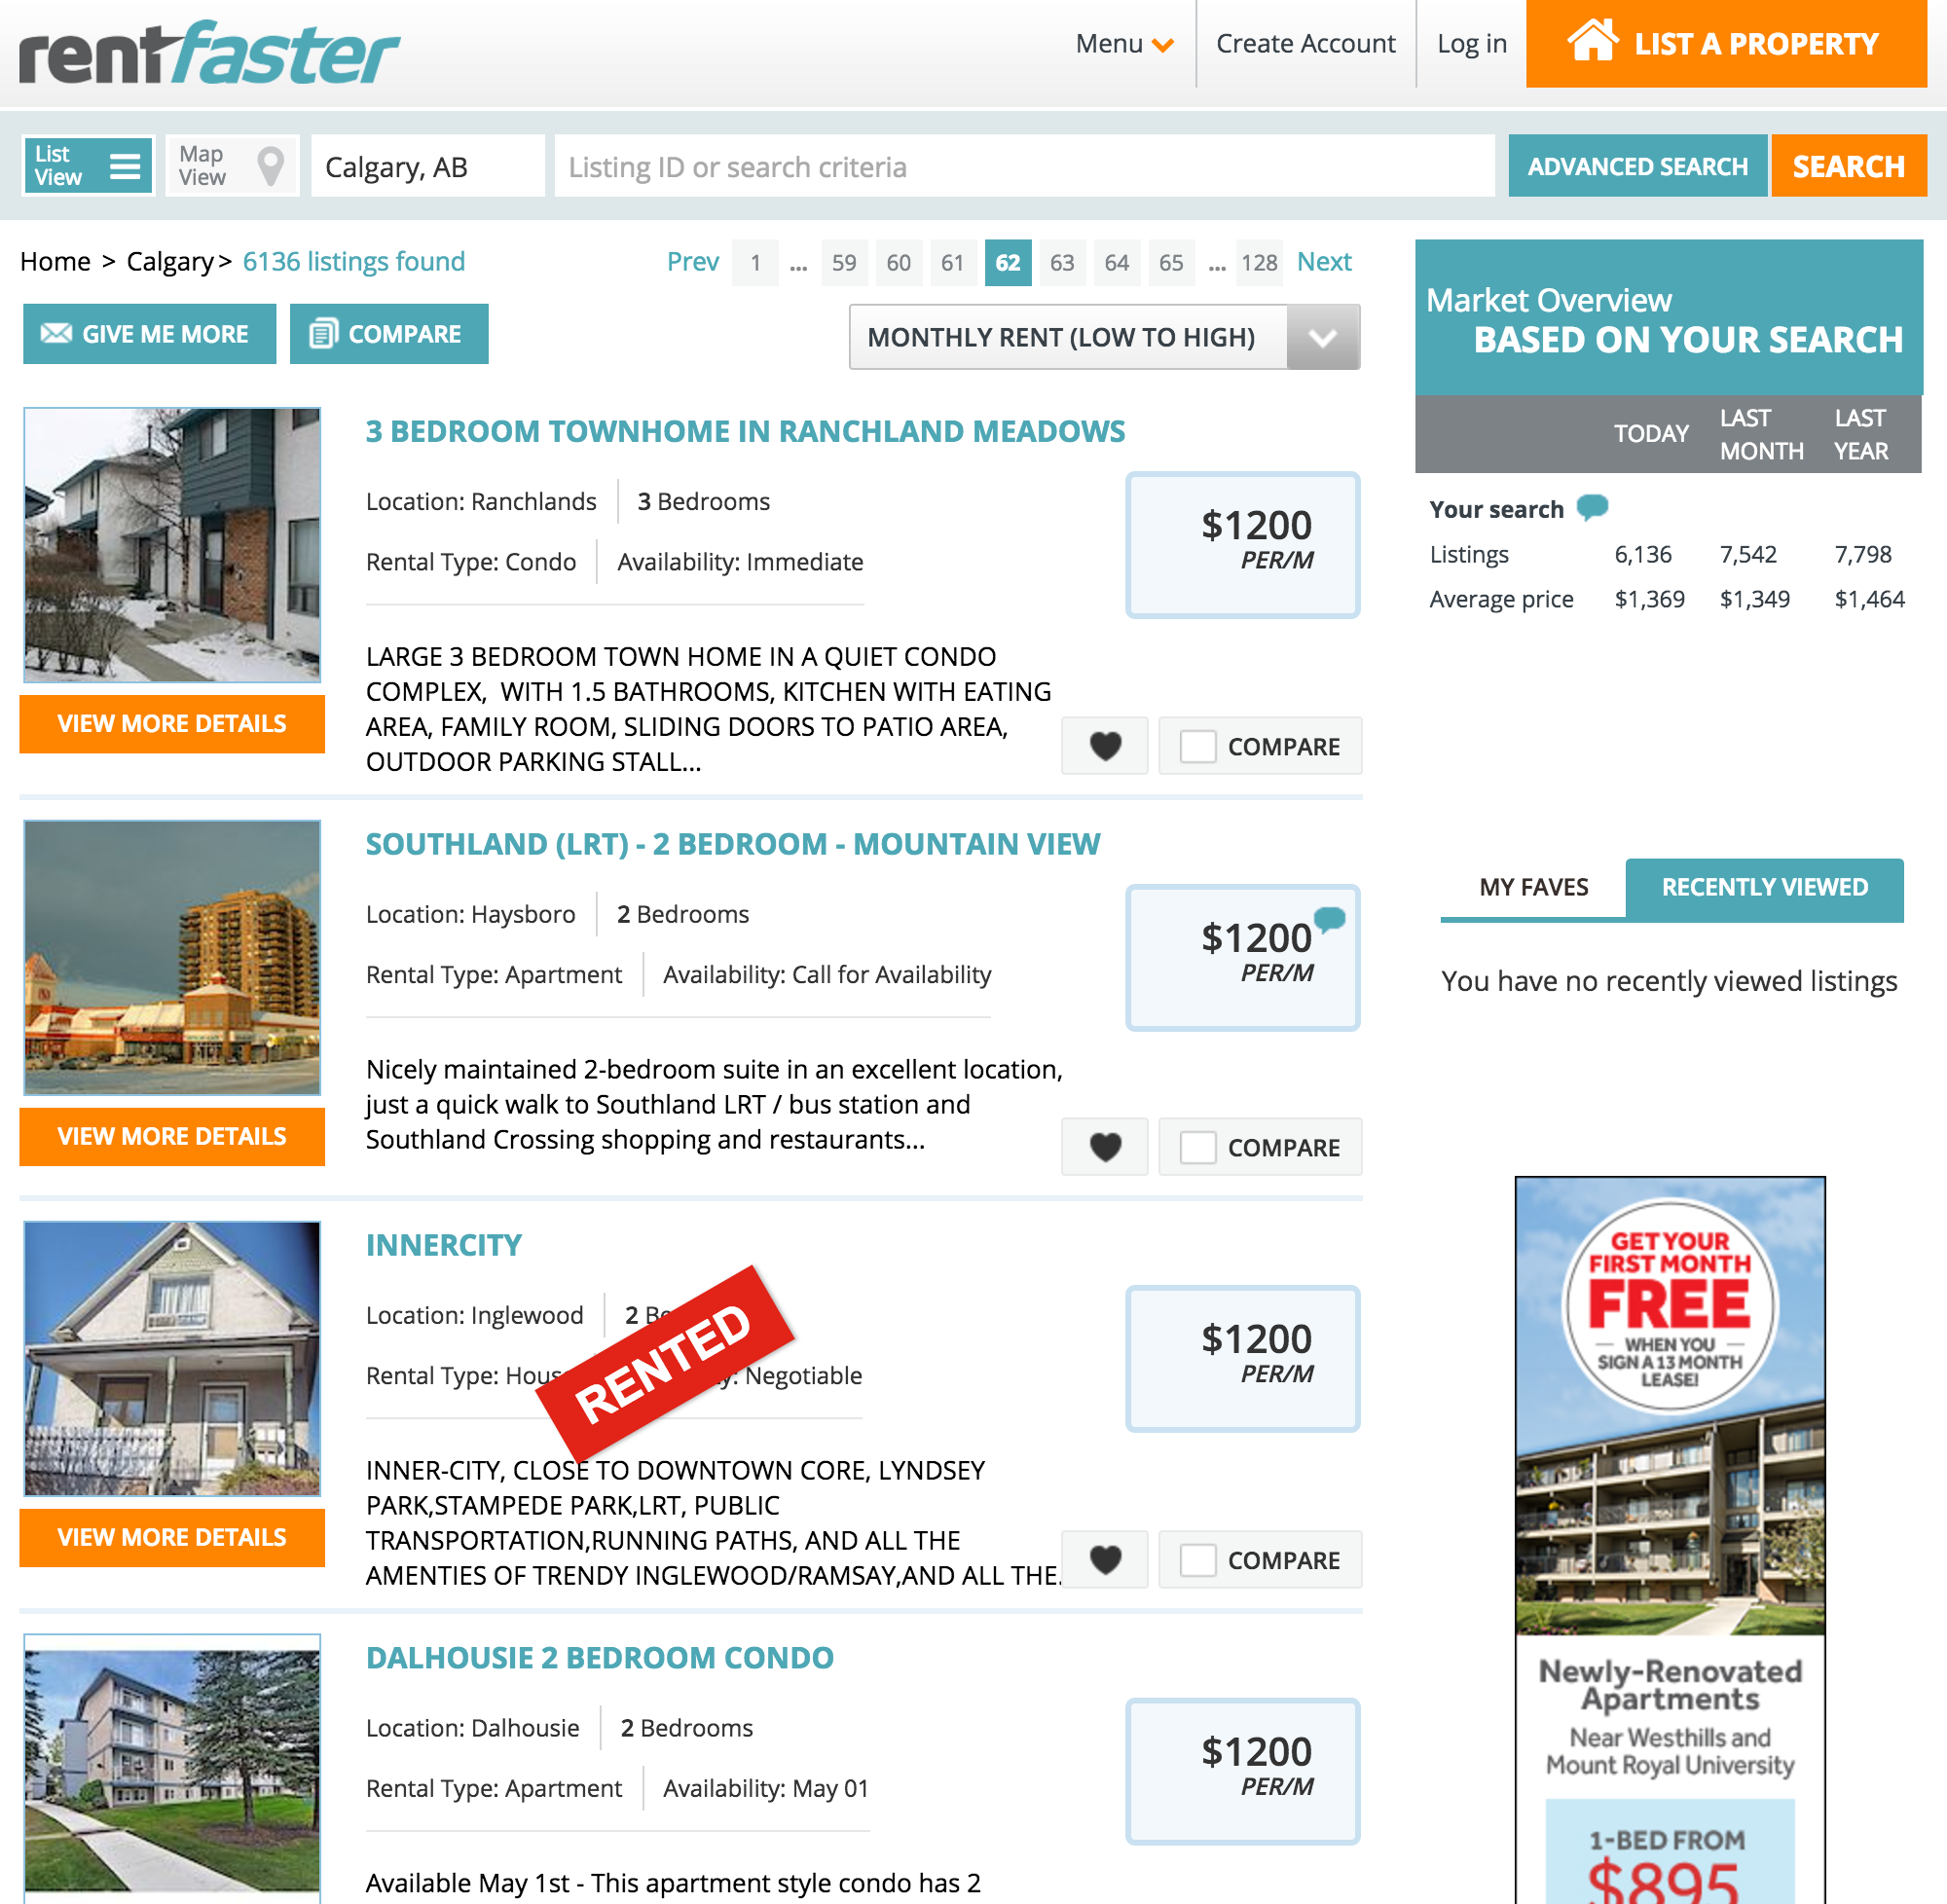 rentfaster
Menu
Create Account
Log in
LIST A PROPERTY
List View
Map View
Calgary, AB
Listing ID or search criteria
ADVANCED SEARCH
SEARCH
Home > Calgary > 6136 listings found
Prev 1 ... 59 60 61 62 63 64 65 ... 128 Next
GIVE ME MORE
COMPARE
MONTHLY RENT (LOW TO HIGH)
3 BEDROOM TOWNHOME IN RANCHLAND MEADOWS
Location: Ranchlands
3 Bedrooms
Rental Type: Condo
Availability: Immediate
$1200
PER/M
LARGE 3 BEDROOM TOWN HOME IN A QUIET CONDO
COMPLEX, WITH 1.5 BATHROOMS, KITCHEN WITH EATING
AREA, FAMILY ROOM, SLIDING DOORS TO PATIO AREA,
OUTDOOR PARKING STALL...
VIEW MORE DETAILS
COMPARE
SOUTHLAND (LRT) - 2 BEDROOM - MOUNTAIN VIEW
Location: Haysboro
2 Bedrooms
Rental Type: Apartment
Availability: Call for Availability
$1200
PER/M
Nicely maintained 2-bedroom suite in an excellent location,
just a quick walk to Southland LRT / bus station and
Southland Crossing shopping and restaurants...
VIEW MORE DETAILS
COMPARE
INNERCITY
Location: Inglewood
2
Rental Type:
Negotiable
RENTED
$1200
PER/M
INNER-CITY, CLOSE TO DOWNTOWN CORE, LYNDSEY
PARK,STAMPEDE PARK,LRT, PUBLIC
TRANSPORTATION,RUNNING PATHS, AND ALL THE
AMENTIES OF TRENDY INGLEWOOD/RAMSAY,AND ALL THE.
VIEW MORE DETAILS
COMPARE
DALHOUSIE 2 BEDROOM CONDO
Location: Dalhousie
2 Bedrooms
Rental Type: Apartment
Availability: May 01
$1200
PER/M
Available May 1st - This apartment style condo has 2
Market Overview
BASED ON YOUR SEARCH
TODAY LAST MONTH LAST YEAR
Your search
Listings 6,136 7,542 7,798
Average price $1,369 $1,349 $1,464
MY FAVES
RECENTLY VIEWED
You have no recently viewed listings
GET YOUR
FIRST MONTH
FREE
WHEN YOU
SIGN A 13 MONTH
LEASE!
Newly-Renovated
Apartments
Near Westhills and
Mount Royal University
1-BED FROM
$895